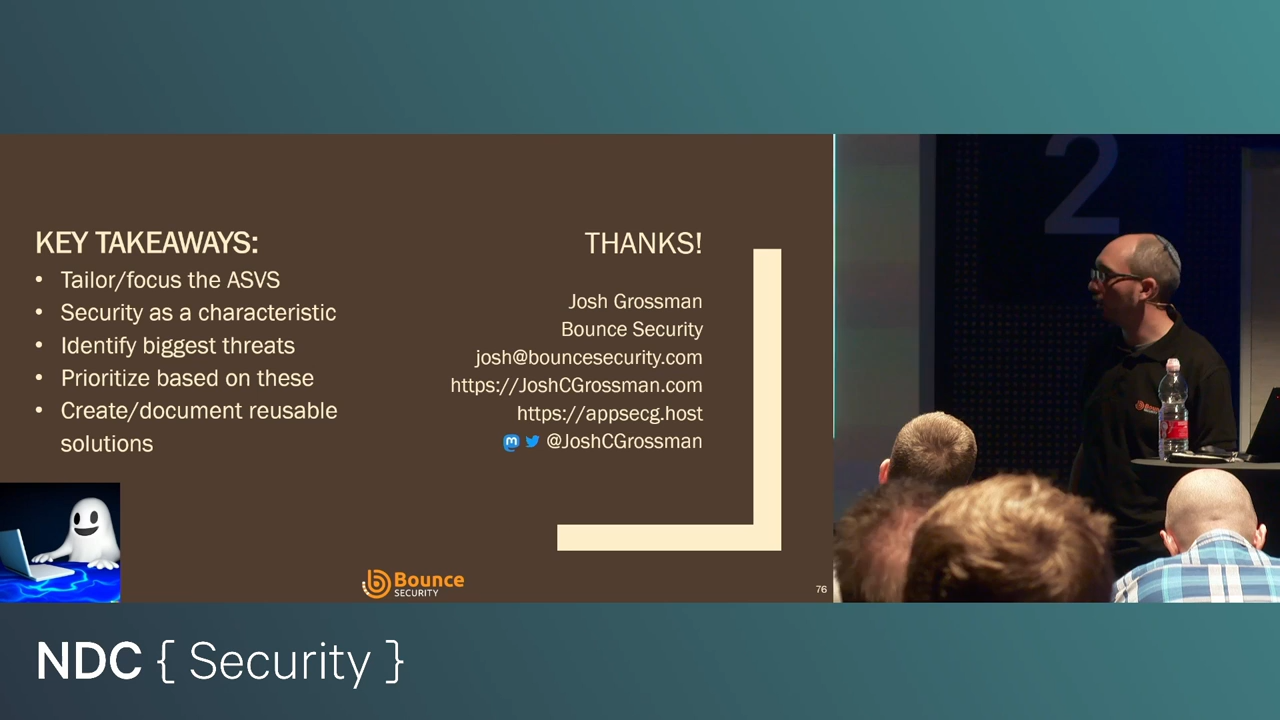 KEY TAKEAWAYS:
• Tailor/focus the ASVS
• Security as a characteristic
• Identify biggest threats
• Prioritize based on these
• Create/document reusable
solutions
THANKS!
Josh Grossman
Bounce Security
josh@bouncesecurity.com
https://JoshCGrossman.com
https://appsecg.host
@JoshCGrossman
Bounce
SECURITY
76
2
Bounce
NDC { Security }